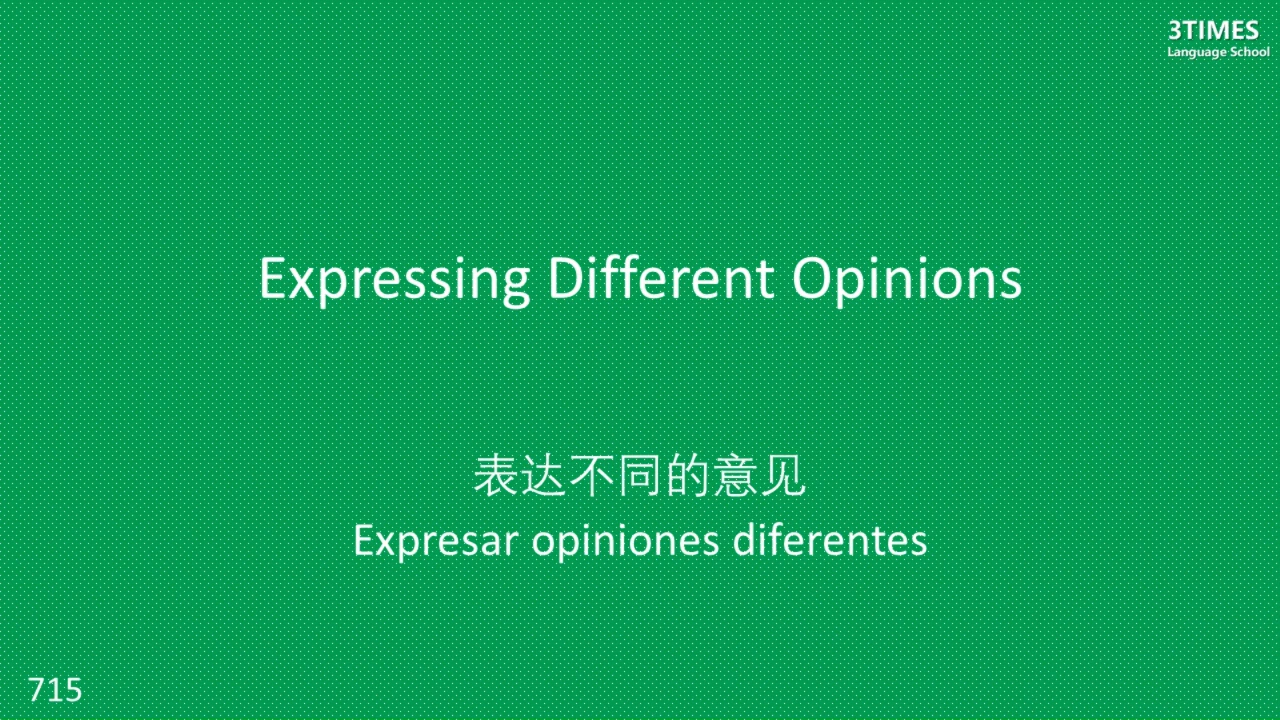 3TIMES
Language School
Expressing Different Opinions
表达不同的意见
Expresar opiniones diferentes
715